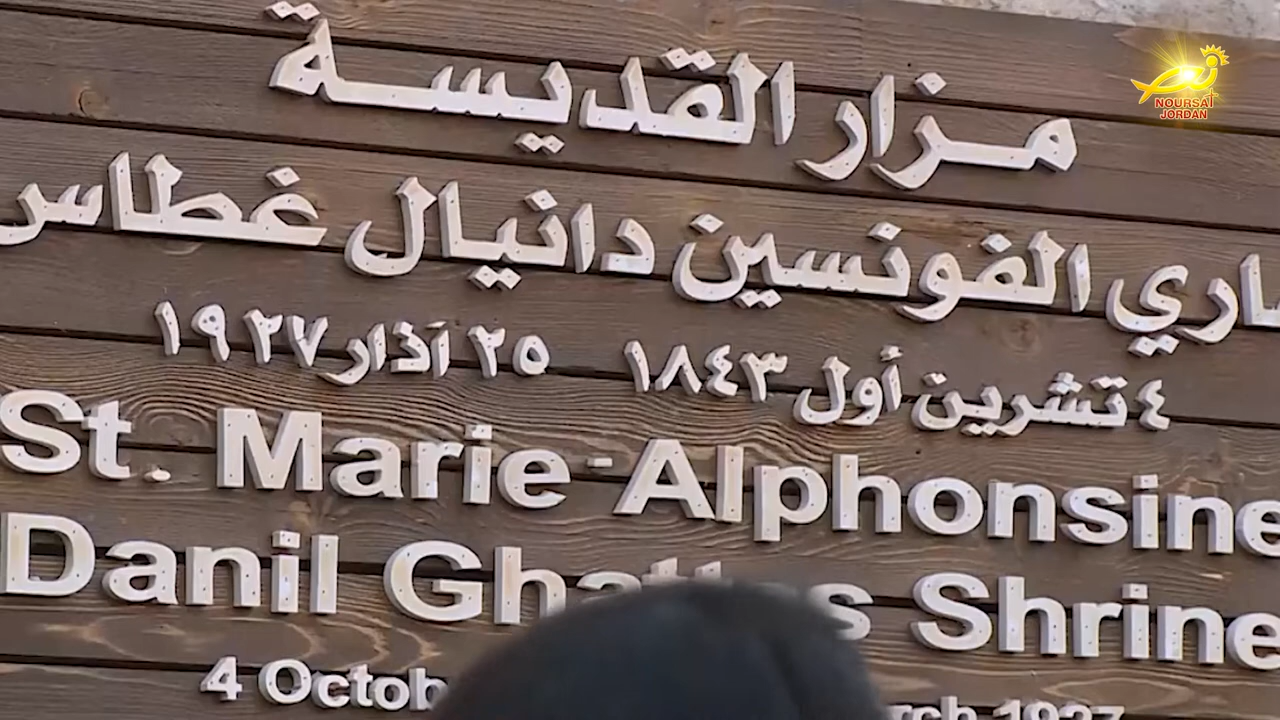 مزار القديسة
ماري الفونسين دانيال غطاس
٤ تشرين أول ١٨٤٣ ٢٥ آذار ١٩٢٧
St. Marie-Alphonsine
Danil Shrine
4 1927
NOURSAT
JORDAN